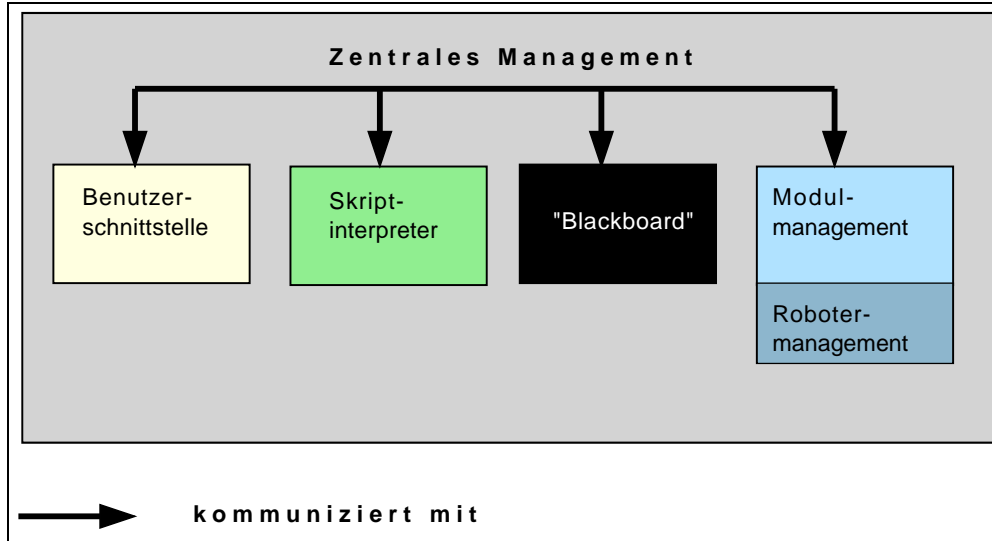 Zentrales Management
Benutzer-
schnittstelle
Skript-
interpreter
"Blackboard"
Modul-
management
Roboter-
management
kommuniziert mit